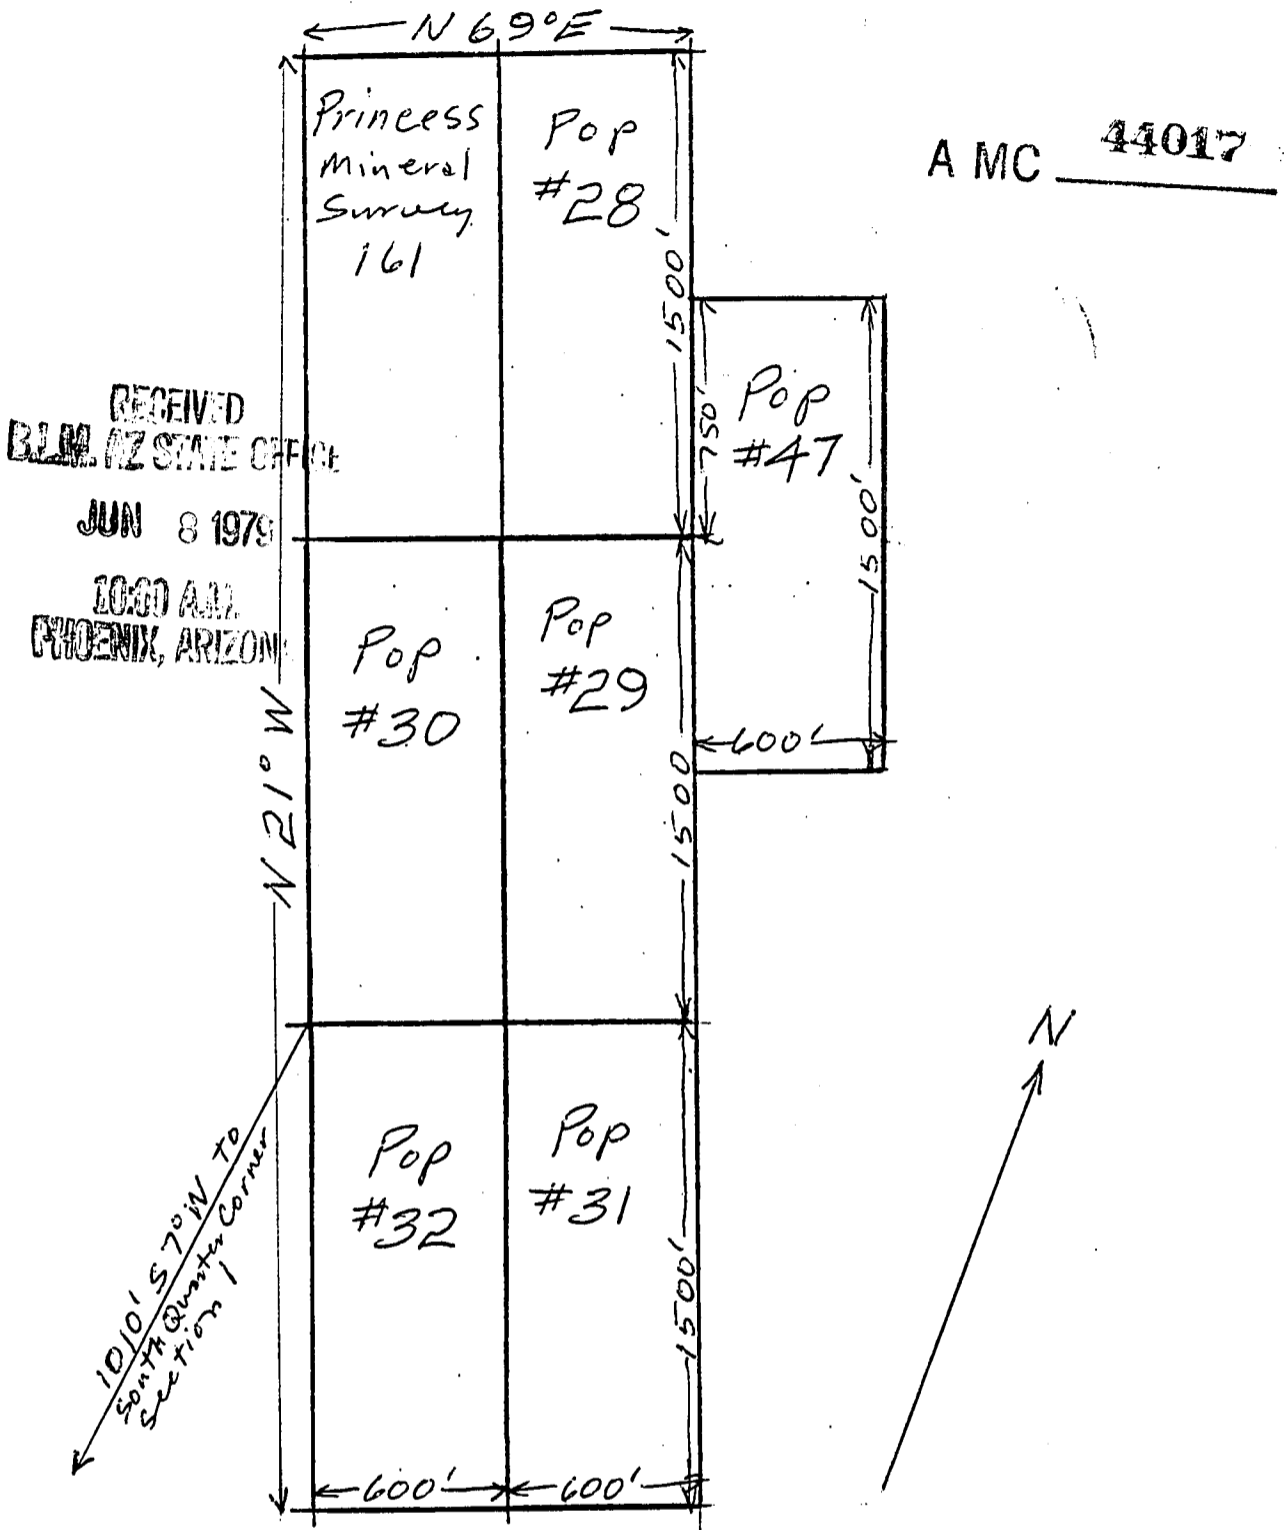 N 69°E
Princess
Mineral
Survey
161
Pop
#28
1500'
A MC 44017
750'
Pop
#47
1500'
600'
RECEIVED
B.L.M. AZ STATE OFFICE
JUN 8 1979
10:00 A.M.
PHOENIX, ARIZONA
N 21° W
Pop
#30
Pop
#29
1500
N
Pop
#32
Pop
#31
1500'
1010' S 7° W to
South Quarter Corner
Section 1
600'
600'